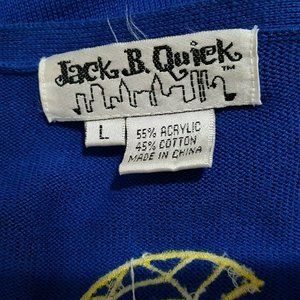 Jack B. Quick ™
L
55% ACRYLIC
45% COTTON
MADE IN CHINA